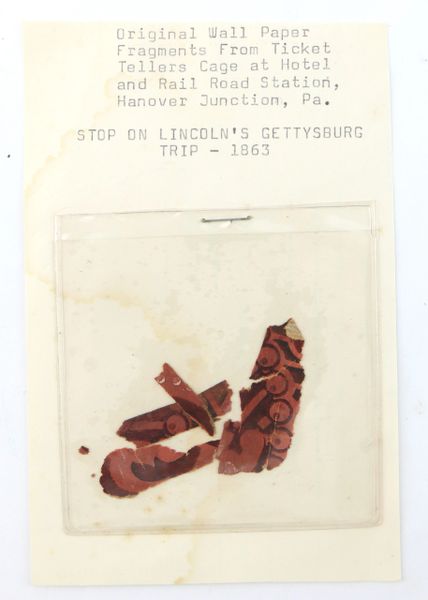 Original Wall Paper
Fragments From Ticket
Tellers Cage at Hotel
and Rail Road Station,
Hanover Junction, Pa.
STOP ON LINCOLN'S GETTYSBURG
TRIP - 1863